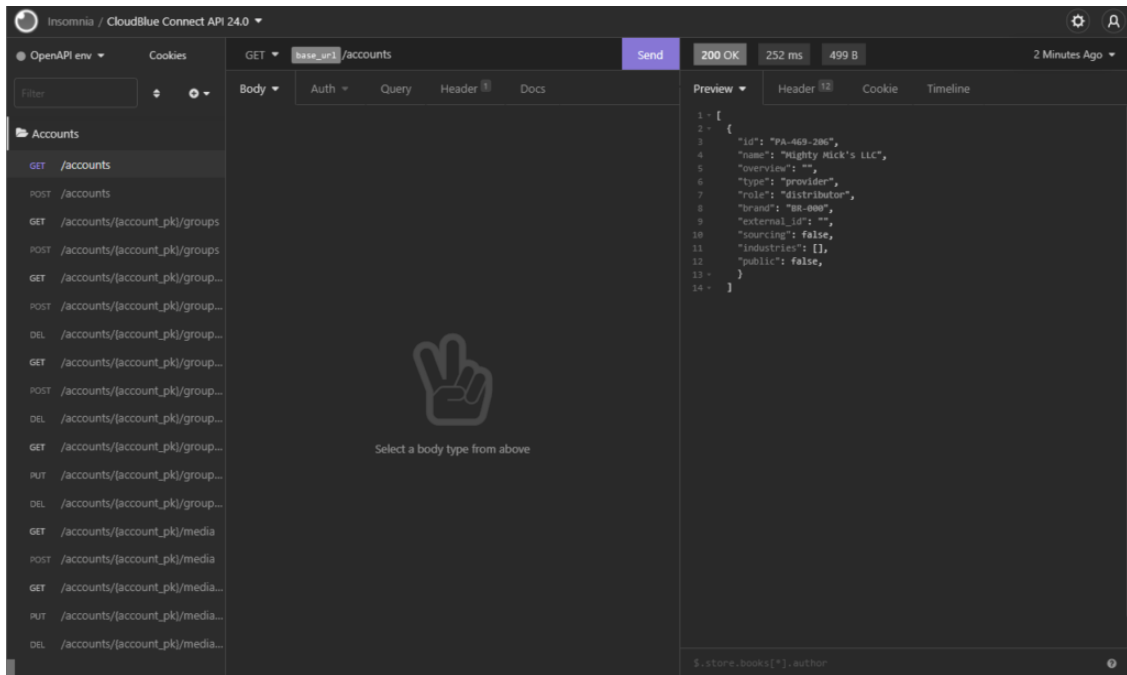 Insomnia / CloudBlue Connect API 24.0
OpenAPI env Cookies
Filter
Accounts
GET /accounts
POST /accounts
GET /accounts/{account_pk}/groups
POST /accounts/{account_pk}/groups
GET /accounts/{account_pk}/group...
POST /accounts/{account_pk}/group...
DEL /accounts/{account_pk}/group...
GET /accounts/{account_pk}/group...
POST /accounts/{account_pk}/group...
DEL /accounts/{account_pk}/group...
GET /accounts/{account_pk}/group...
PUT /accounts/{account_pk}/group...
DEL /accounts/{account_pk}/group...
GET /accounts/{account_pk}/media
POST /accounts/{account_pk}/media
GET /accounts/{account_pk}/media...
PUT /accounts/{account_pk}/media...
DEL /accounts/{account_pk}/media...
GET base_url /accounts Send
Body Auth Query Header 1 Docs
Select a body type from above
200 OK 252 ms 499 B 2 Minutes Ago
Preview Header 12 Cookie Timeline
1 [
2 {
3 "id": "PA-469-206",
4 "name": "Mighty Mick's LLC",
5 "overview": "",
6 "type": "provider",
7 "role": "distributor",
8 "brand": "BR-000",
9 "external_id": "",
10 "sourcing": false,
11 "industries": [],
12 "public": false,
13 }
14 ]
$.store.books[*].author